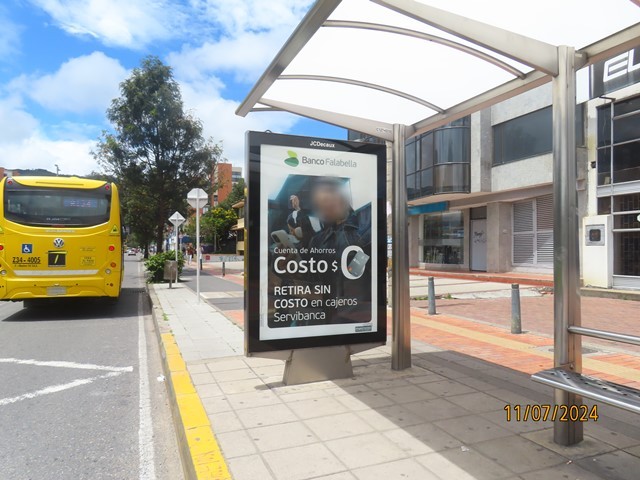 JCDecaux
Banco Falabella
Cuenta de Ahorros
Costo $0
RETIRA SIN
COSTO en cajeros
Servibanca
Z34-4005
EL
11/07/2024